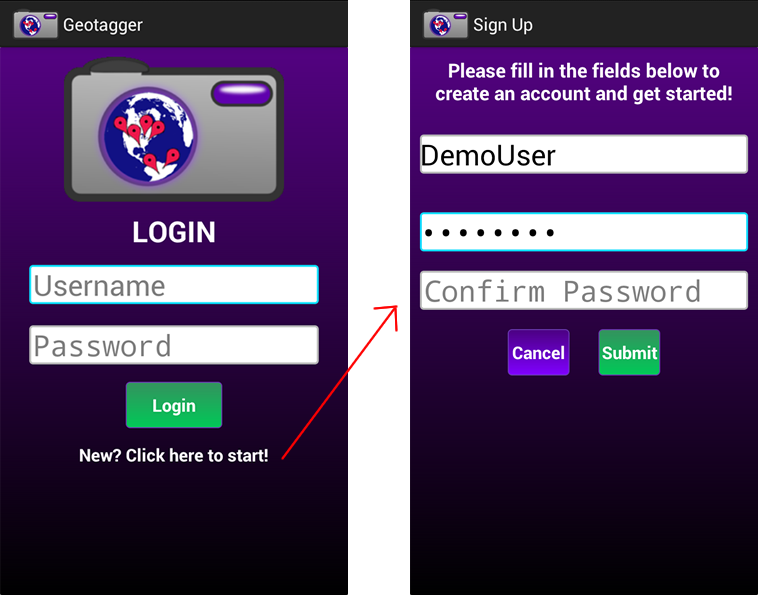 Geotagger
LOGIN
Username
Password
Login
New? Click here to start!
Sign Up
Please fill in the fields below to
create an account and get started!
DemoUser
••••••••
Confirm Password
Cancel
Submit